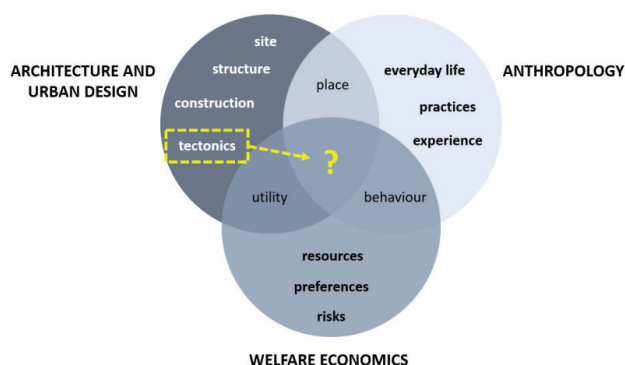 site
ARCHITECTURE AND
URBAN DESIGN
structure
construction
tectonics
place
everyday life
practices
experience
ANTHROPOLOGY
?
utility
behaviour
resources
preferences
risks
WELFARE ECONOMICS